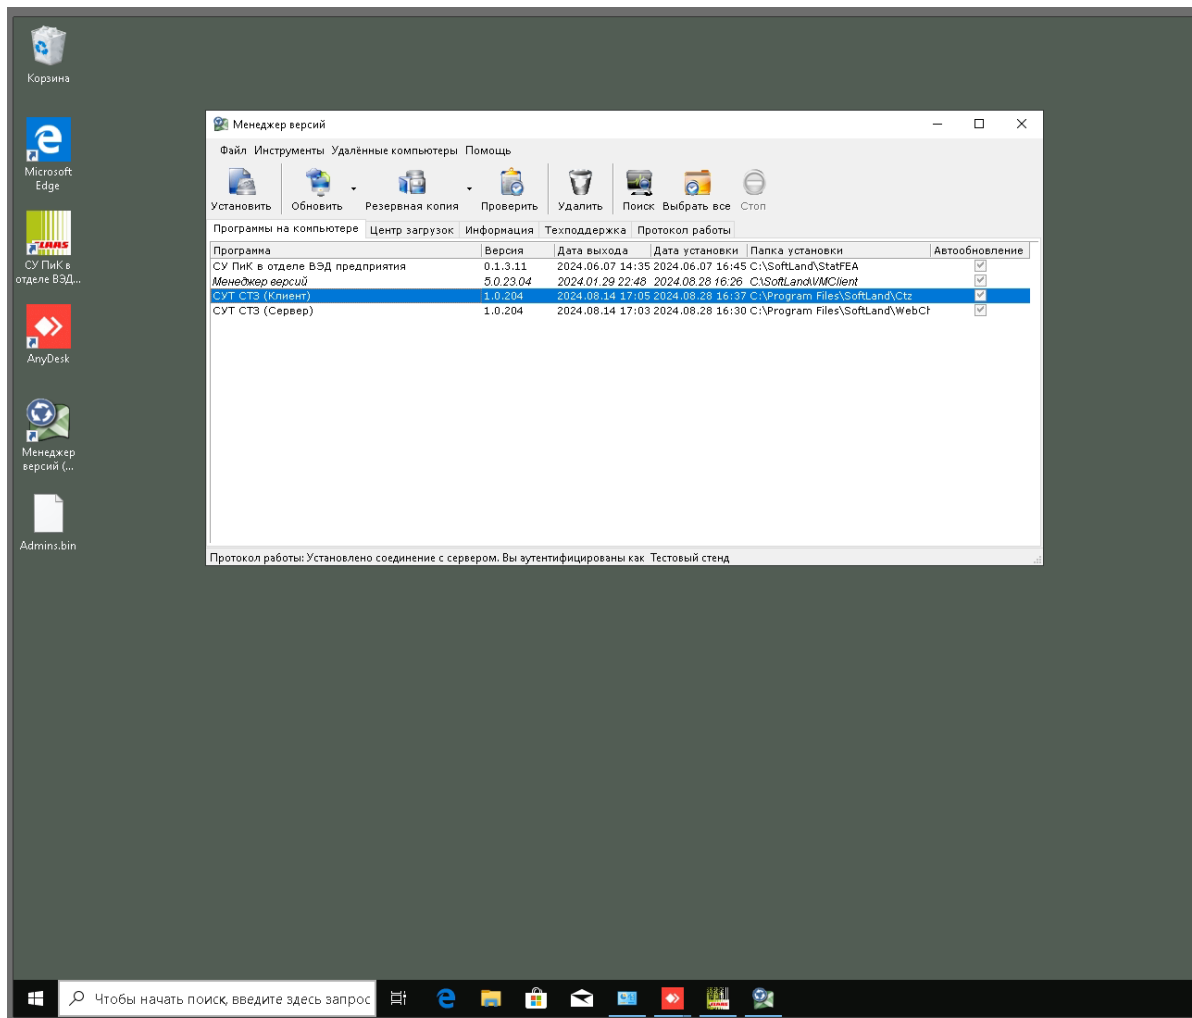 Корзина
Microsoft
Edge
CLAAS
СУ ПиК в
отделе ВЭД...
AnyDesk
Менеджер
версий (...
Admins.bin
Менеджер версий
Файл Инструменты Удалённые компьютеры Помощь
Установить Обновить Резервная копия Проверить Удалить Поиск Выбрать все Стоп
Программы на компьютере Центр загрузок Информация Техподдержка Протокол работы
Программа Версия Дата выхода Дата установки Папка установки Автообновление
СУ ПиК в отделе ВЭД предприятия 0.1.3.11 2024.06.07 14:35 2024.06.07 16:45 C:\SoftLand\StatFEA
Менеджер версий 5.0.23.04 2024.01.29 22:48 2024.08.28 16:26 C:\SoftLand\VMClient
СУТ СТЗ (Клиент) 1.0.204 2024.08.14 17:05 2024.08.28 16:37 C:\Program Files\SoftLand\Ctz
СУТ СТЗ (Сервер) 1.0.204 2024.08.14 17:03 2024.08.28 16:30 C:\Program Files\SoftLand\WebCh
Протокол работы: Установлено соединение с сервером. Вы аутентифицированы как Тестовый стенд
Чтобы начать поиск, введите здесь запрос
CLAAS